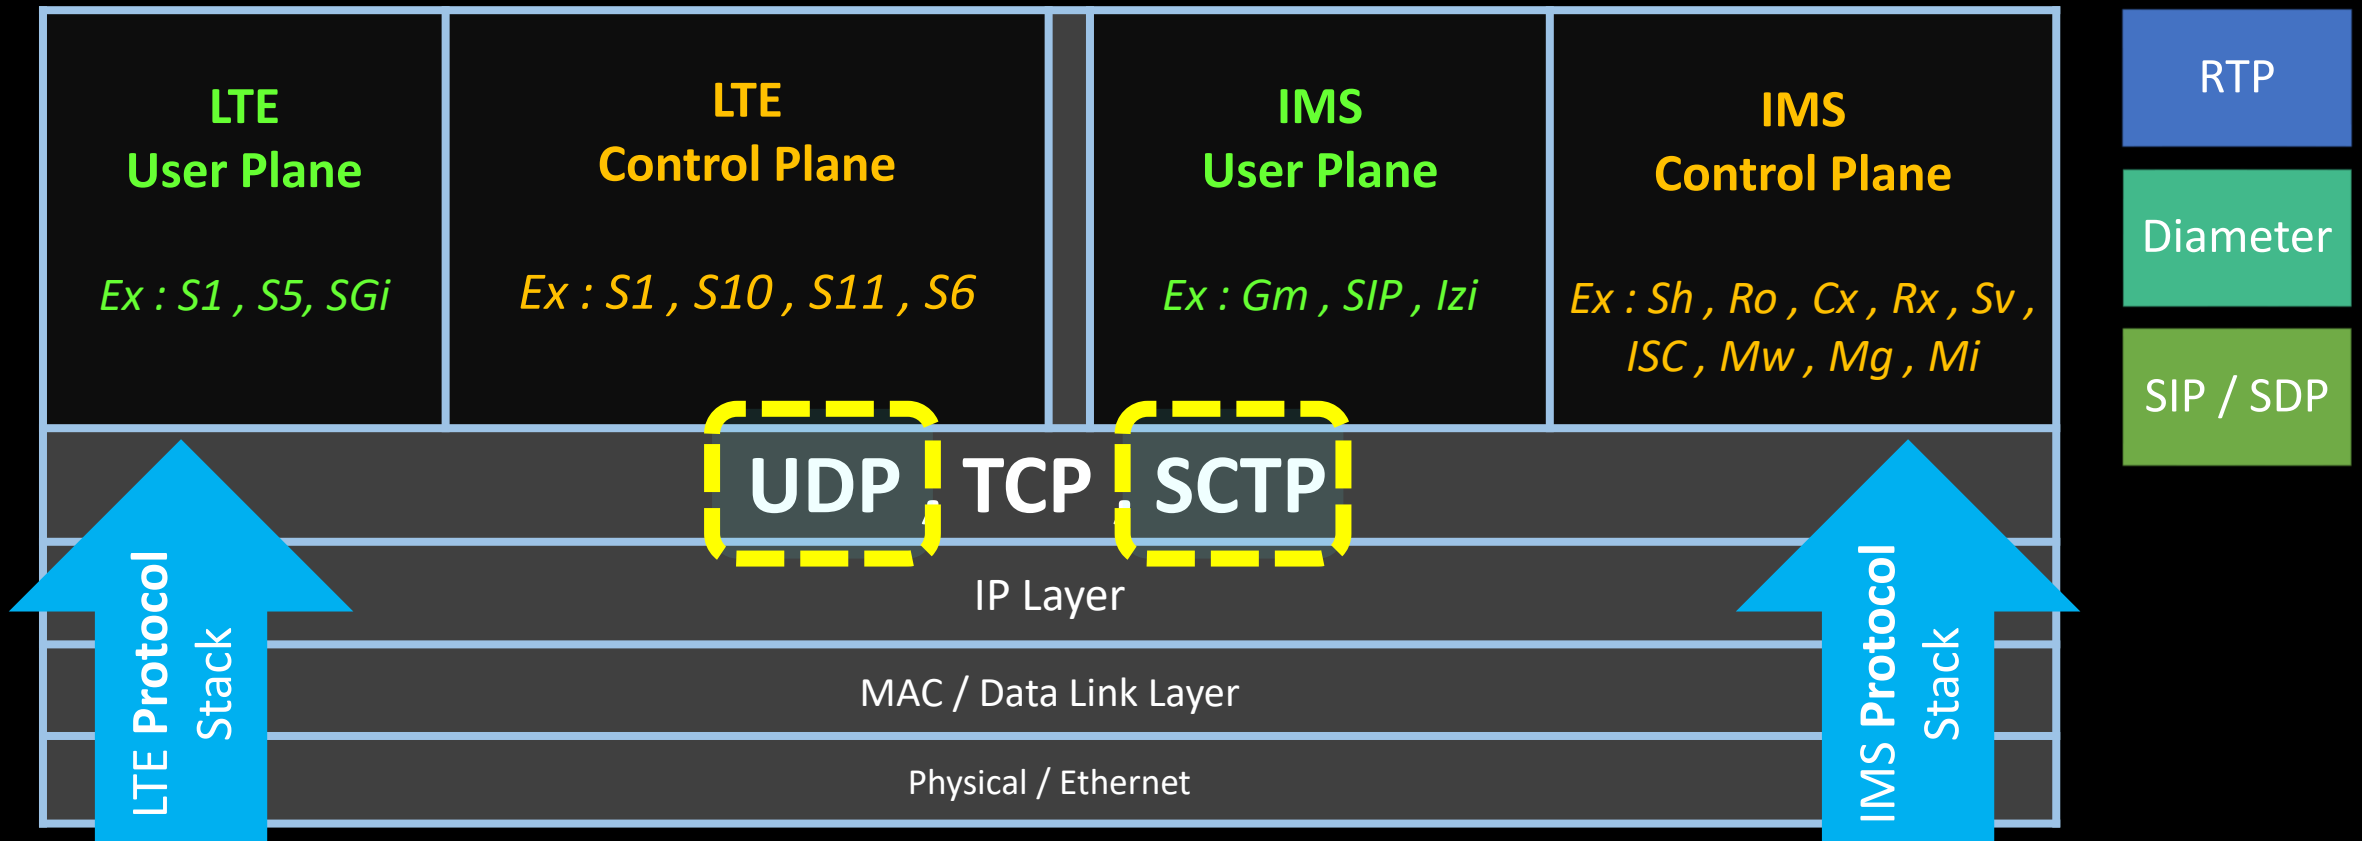 LTE
User Plane
Ex : S1 , S5, SGi
LTE
Control Plane
Ex : S1 , S10 , S11 , S6
IMS
User Plane
Ex : Gm , SIP , Izi
IMS
Control Plane
Ex : Sh , Ro , Cx , Rx , Sv ,
ISC , Mw , Mg , Mi
RTP
Diameter
SIP / SDP
UDP , TCP , SCTP
IP Layer
MAC / Data Link Layer
Physical / Ethernet
LTE Protocol
Stack
IMS Protocol
Stack